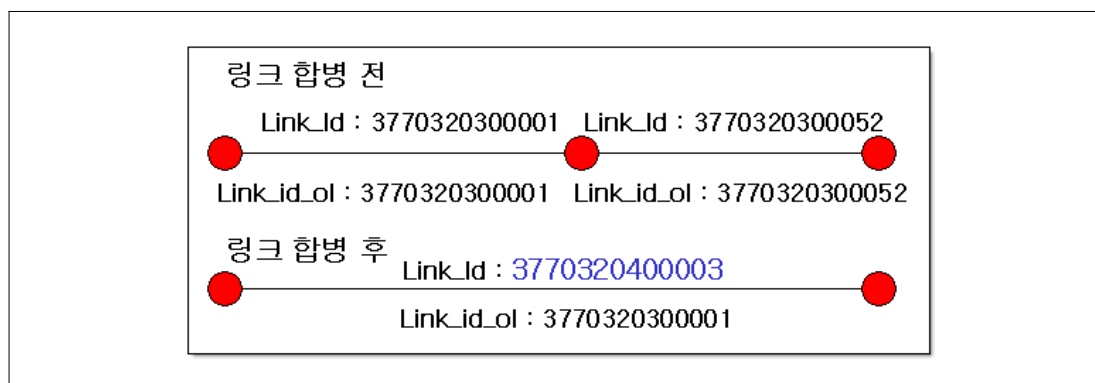 링크 합병 전
Link_Id : 3770320300001 Link_Id : 3770320300052
Link_id_ol : 3770320300001 Link_id_ol : 3770320300052
링크 합병 후
Link_Id : 3770320400003
Link_id_ol : 3770320300001